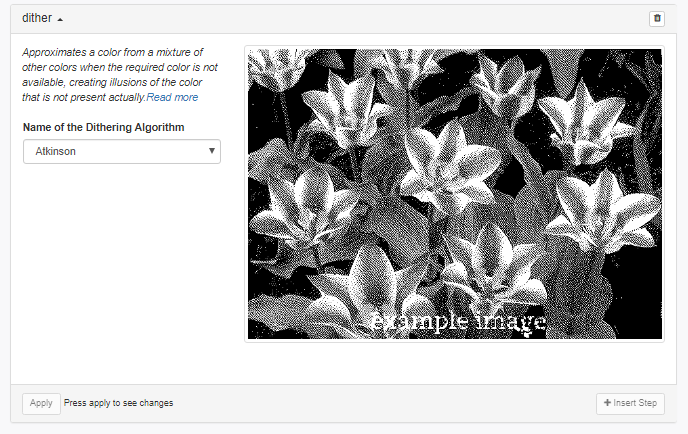 dither
Approximates a color from a mixture of
other colors when the required color is not
available, creating illusions of the color
that is not present actually.Read more
Name of the Dithering Algorithm
Atkinson
example image
Apply Press apply to see changes
+ Insert Step